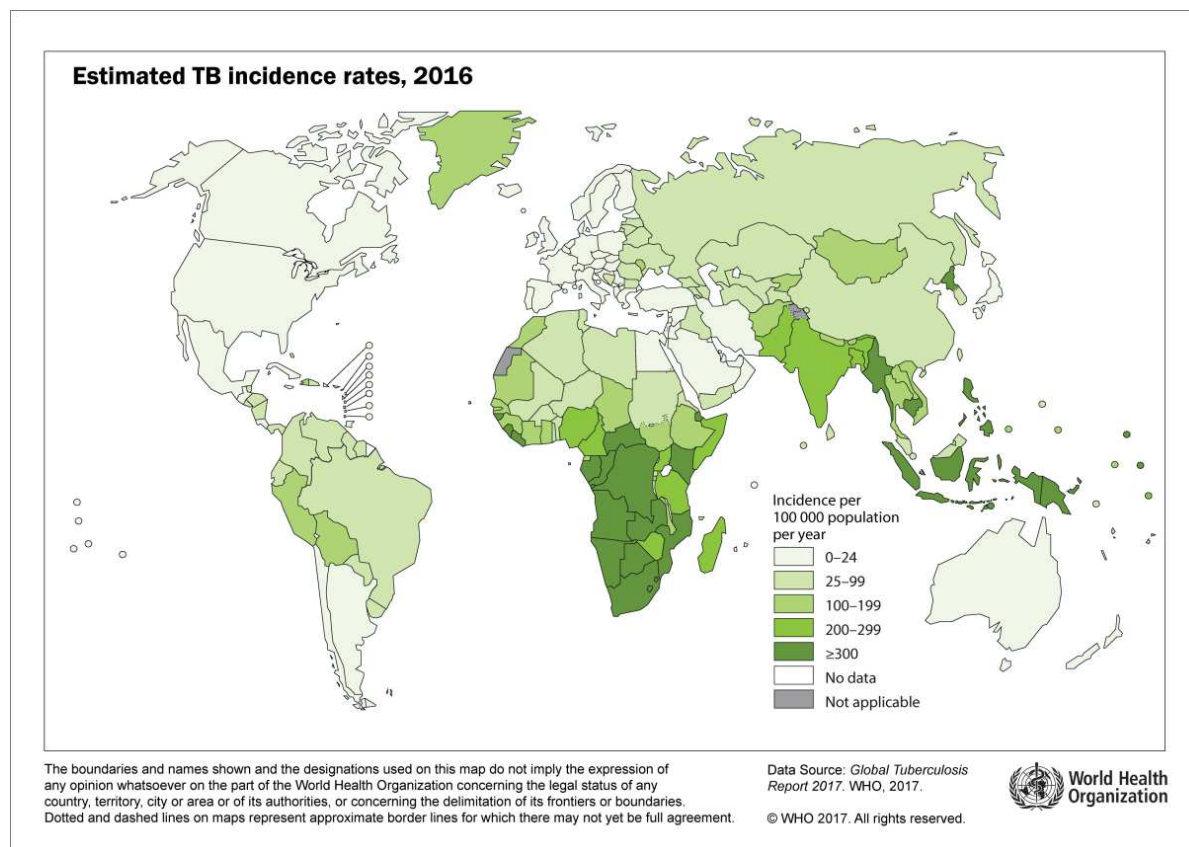 Estimated TB incidence rates, 2016
Incidence per
100 000 population
per year
0–24
25–99
100–199
200–299
≥300
No data
Not applicable
The boundaries and names shown and the designations used on this map do not imply the expression of
any opinion whatsoever on the part of the World Health Organization concerning the legal status of any
country, territory, city or area or of its authorities, or concerning the delimitation of its frontiers or boundaries.
Dotted and dashed lines on maps represent approximate border lines for which there may not yet be full agreement.
Data Source: Global Tuberculosis
Report 2017. WHO, 2017.
© WHO 2017. All rights reserved.
World Health
Organization